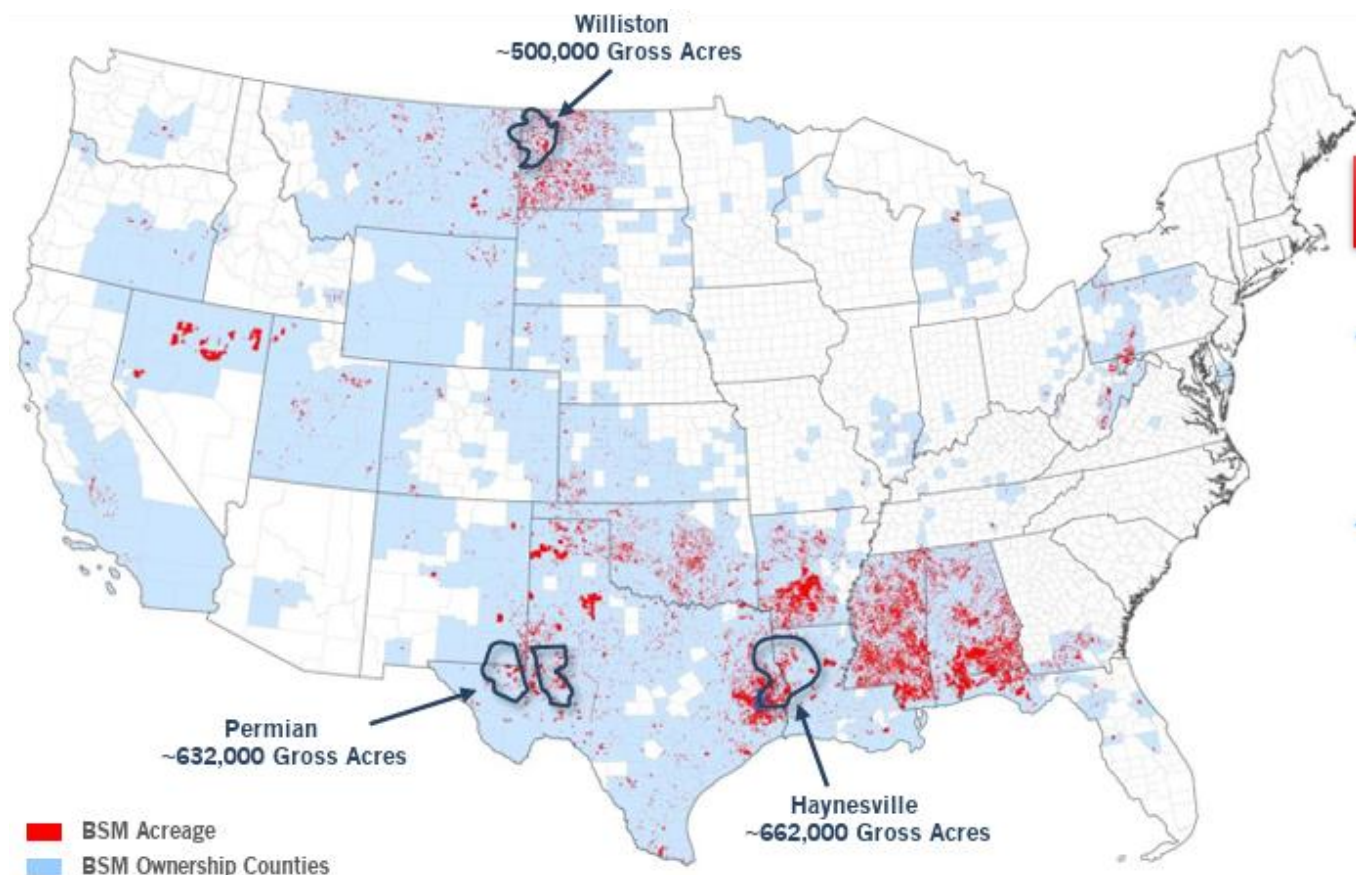 Williston
~500,000 Gross Acres
Permian
~632,000 Gross Acres
Haynesville
~662,000 Gross Acres
BSM Acreage
BSM Ownership Counties